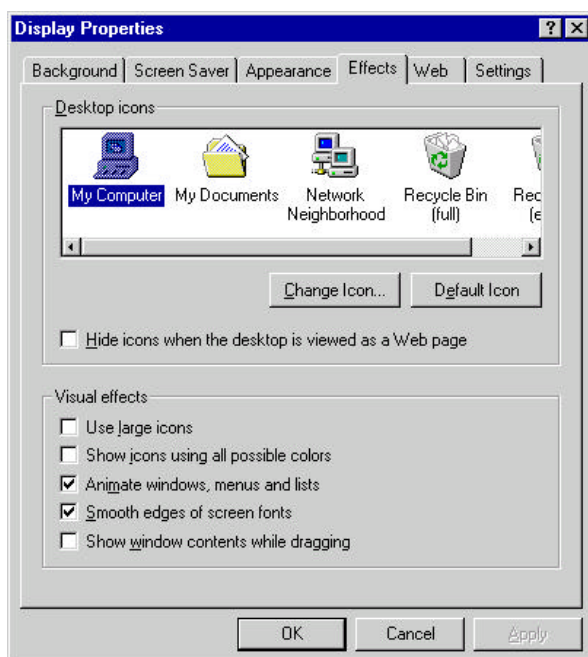 Display Properties
Background Screen Saver Appearance Effects Web Settings
Desktop icons
My Computer My Documents Network Neighborhood Recycle Bin (full)
Change Icon... Default Icon
Hide icons when the desktop is viewed as a Web page
Visual effects
Use large icons
Show icons using all possible colors
Animate windows, menus and lists
Smooth edges of screen fonts
Show window contents while dragging
OK Cancel Apply